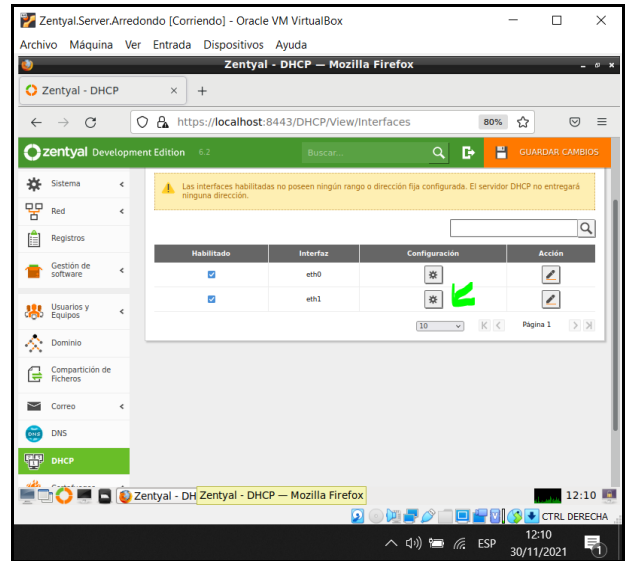 Zentyal.Server.Arredondo [Corriendo] - Oracle VM VirtualBox
Archivo Máquina Ver Entrada Dispositivos Ayuda
Zentyal - DHCP — Mozilla Firefox
Zentyal - DHCP
https://localhost:8443/DHCP/View/Interfaces 80%
zentyal Development Edition 6.2 Buscar... GUARDAR CAMBIOS
Sistema
Red
Registros
Gestión de
software
Usuarios y
Equipos
Dominio
Compartición de
Ficheros
Correo
DNS
DHCP
Las interfaces habilitadas no poseen ningún rango o dirección fija configurada. El servidor DHCP no entregará
ninguna dirección.
Habilitado Interfaz Configuración Acción
eth0
eth1
10 Página 1
Zentyal - DH Zentyal - DHCP — Mozilla Firefox 12:10
CTRL DERECHA
ESP 12:10
30/11/2021 1